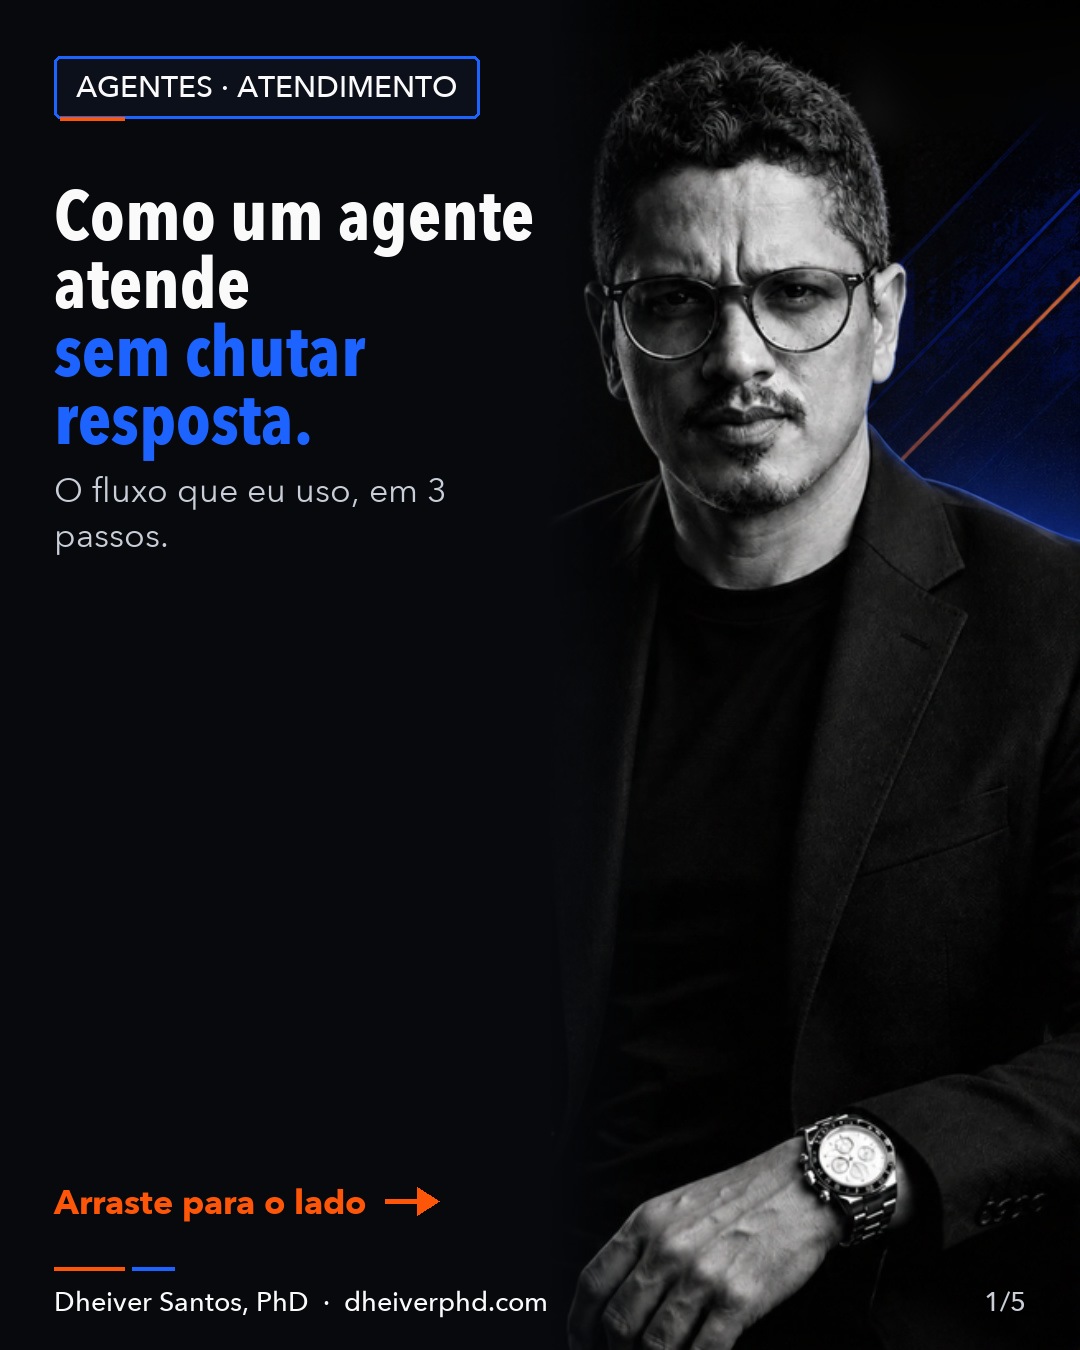 AGENTES · ATENDIMENTO
Como um agente
atende
sem chutar
resposta.
O fluxo que eu uso, em 3
passos.
Arraste para o lado
Dheiver Santos, PhD · dheiverphd.com
1/5